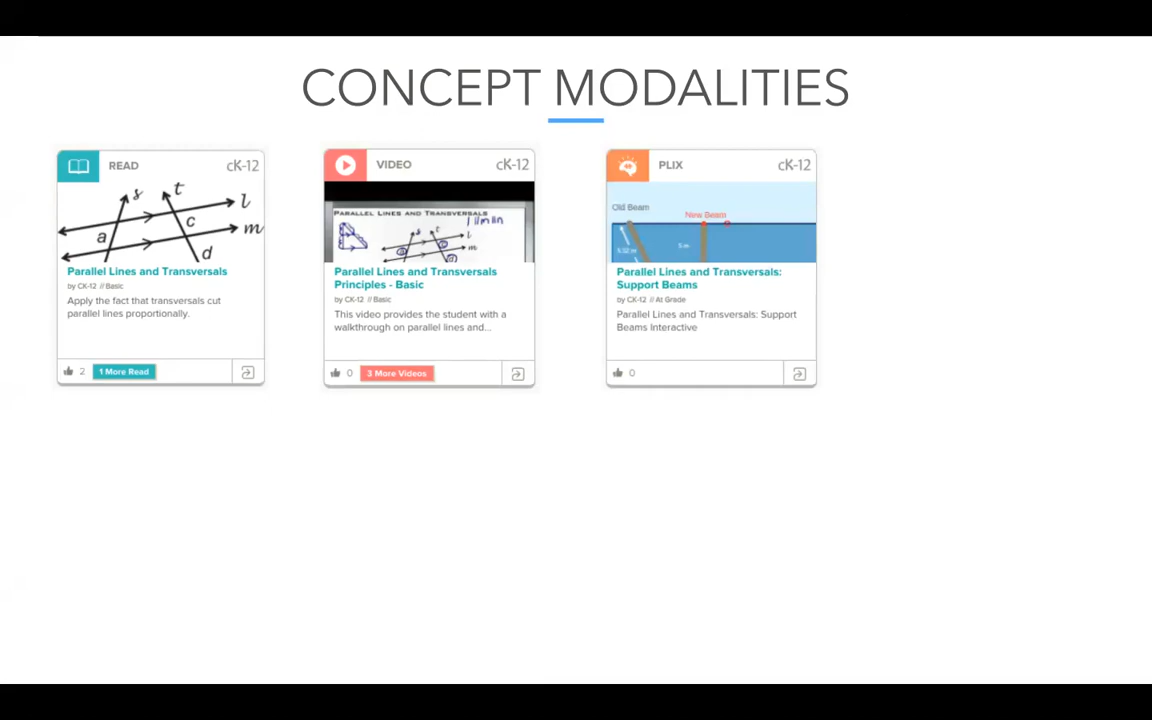 CONCEPT MODALITIES
READ
cK-12
s
t
l
c
m
a
d
Parallel Lines and Transversals
by CK-12 // Basic
Apply the fact that transversals cut
parallel lines proportionally.
2
1 More Read
VIDEO
cK-12
PARALLEL LINES AND TRANSVERSALS
s
t
l
m
Parallel Lines and Transversals
Principles - Basic
by CK-12 // Basic
This video provides the student with a
walkthrough on parallel lines and...
0
3 More Videos
PLIX
cK-12
Old Beam
New Beam
5 m
Parallel Lines and Transversals:
Support Beams
by CK-12 // At Grade
Parallel Lines and Transversals: Support
Beams Interactive
0